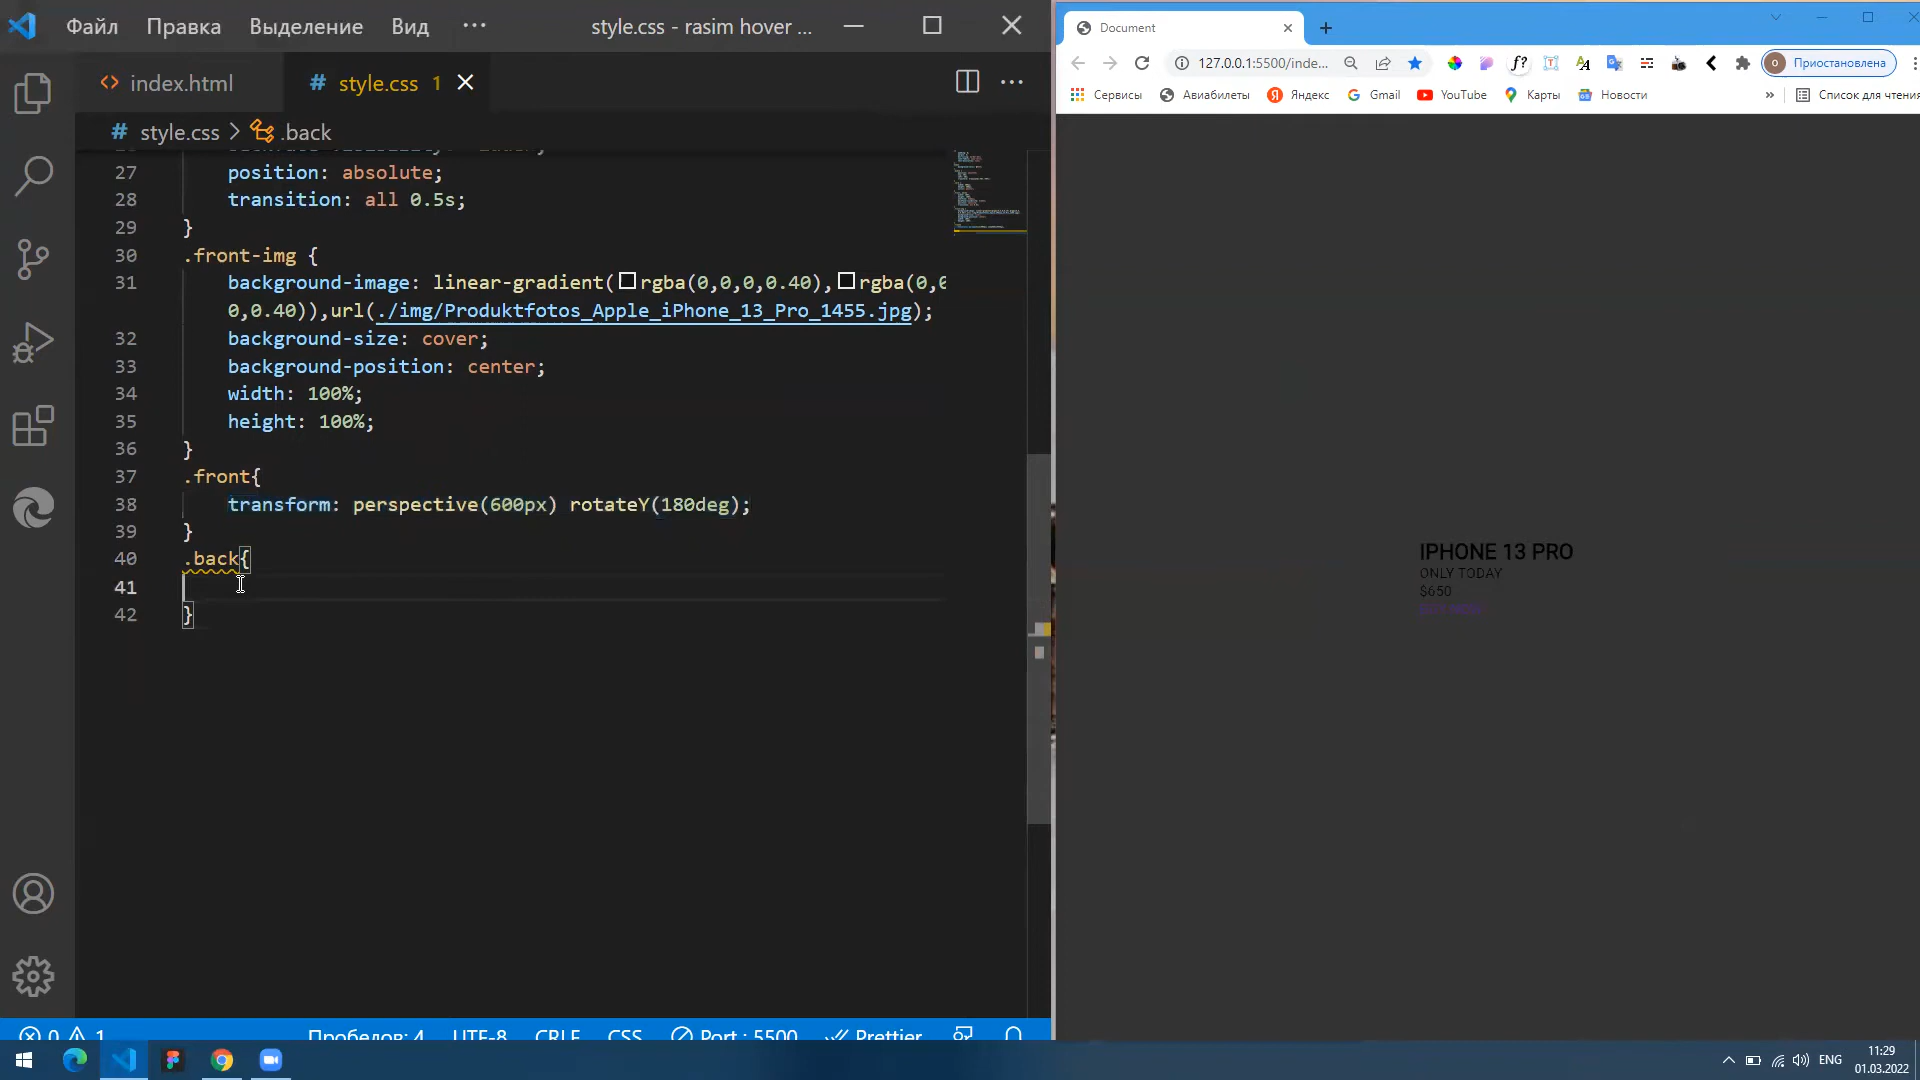 Файл Правка Выделение Вид ··· style.css - rasim hover ...
index.html # style.css 1
# style.css > .back
27 position: absolute;
28 transition: all 0.5s;
29 }
30 .front-img {
31 background-image: linear-gradient(rgba(0,0,0,0.40),rgba(0,0
0,0.40)),url(./img/Produktfotos_Apple_iPhone_13_Pro_1455.jpg);
32 background-size: cover;
33 background-position: center;
34 width: 100%;
35 height: 100%;
36 }
37 .front{
38 transform: perspective(600px) rotateY(180deg);
39 }
40 .back{
41
42 }
0 1 Пробелов: 4 UTF-8 CRLF CSS Port : 5500 Prettier
Document
127.0.0.1:5500/inde... Приостановлена
Сервисы Авиабилеты Яндекс Gmail YouTube Карты Новости » Список для чтения
IPHONE 13 PRO
ONLY TODAY
$650
ENG 11:29
01.03.2022